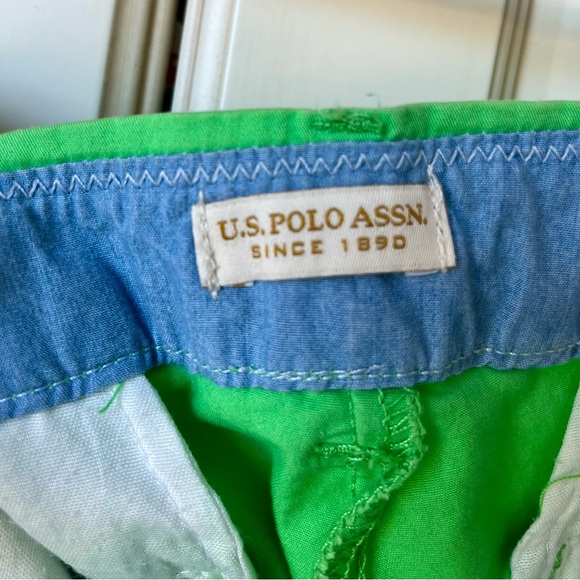 U.S. POLO ASSN.
SINCE 1890